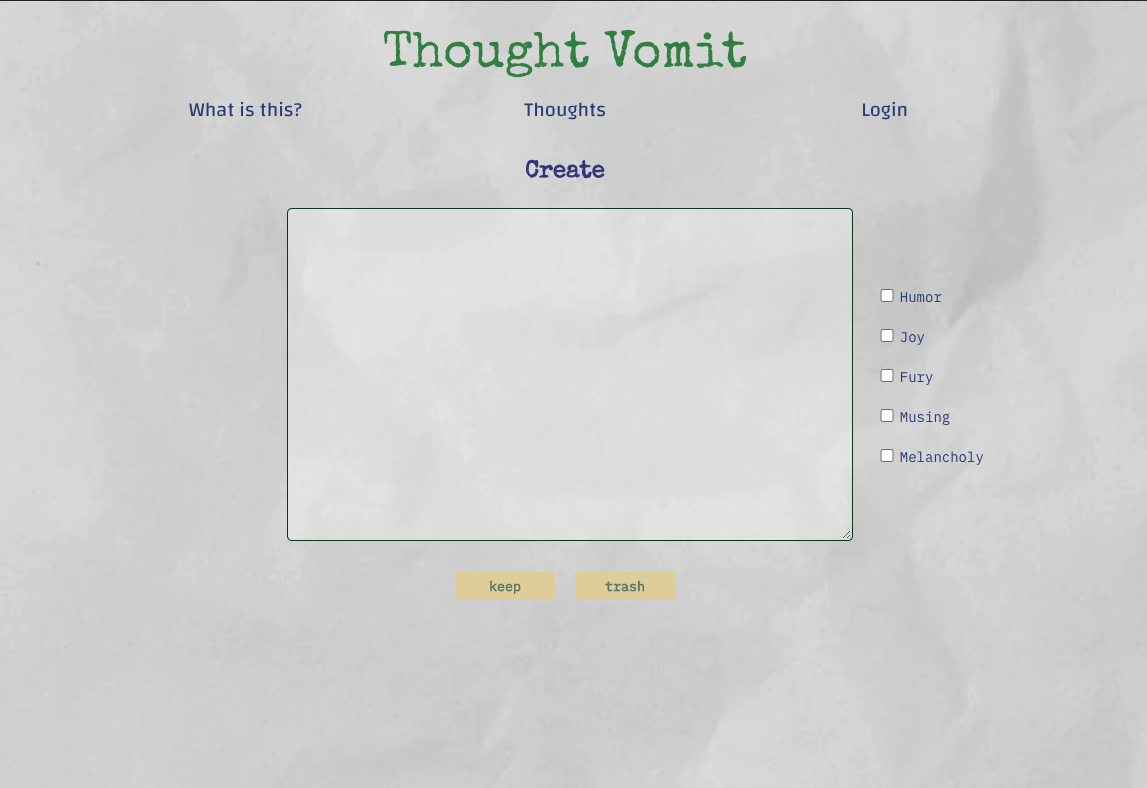 Thought Vomit
What is this? Thoughts Login
Create
Humor
Joy
Fury
Musing
Melancholy
keep trash